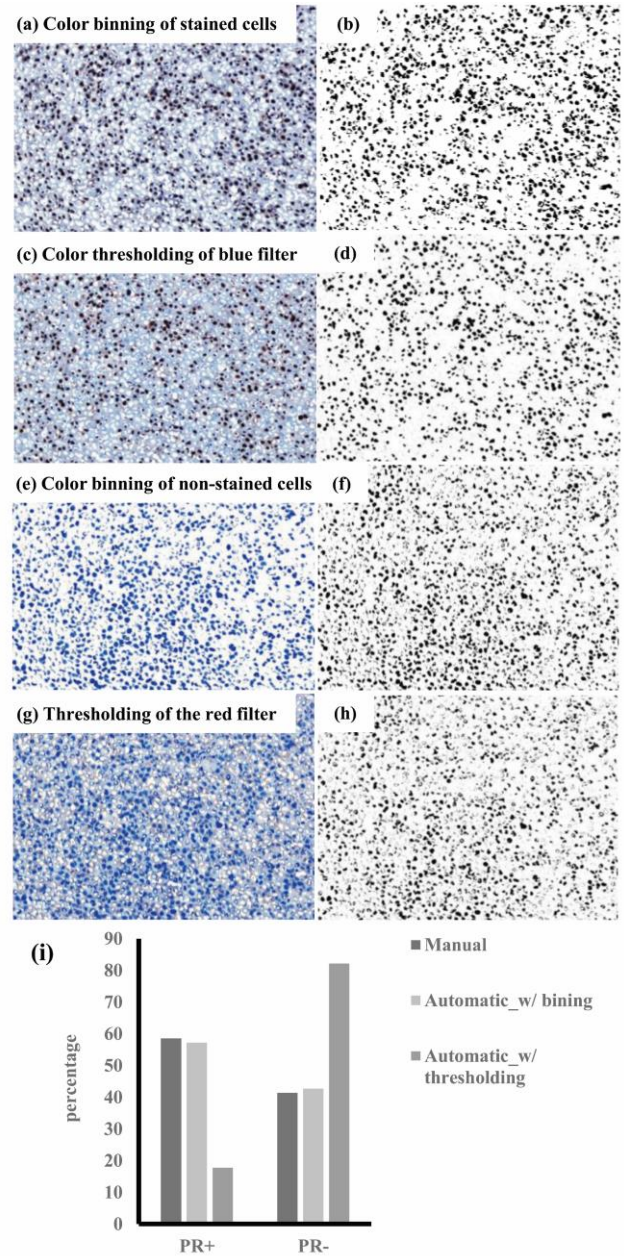 (a) Color binning of stained cells
(b)
(c) Color thresholding of blue filter
(d)
(e) Color binning of non-stained cells
(f)
(g) Thresholding of the red filter
(h)
(i)
90
80
70
60
50
40
30
20
10
0
percentage
PR+
PR-
Manual
Automatic_w/ bining
Automatic_w/
thresholding